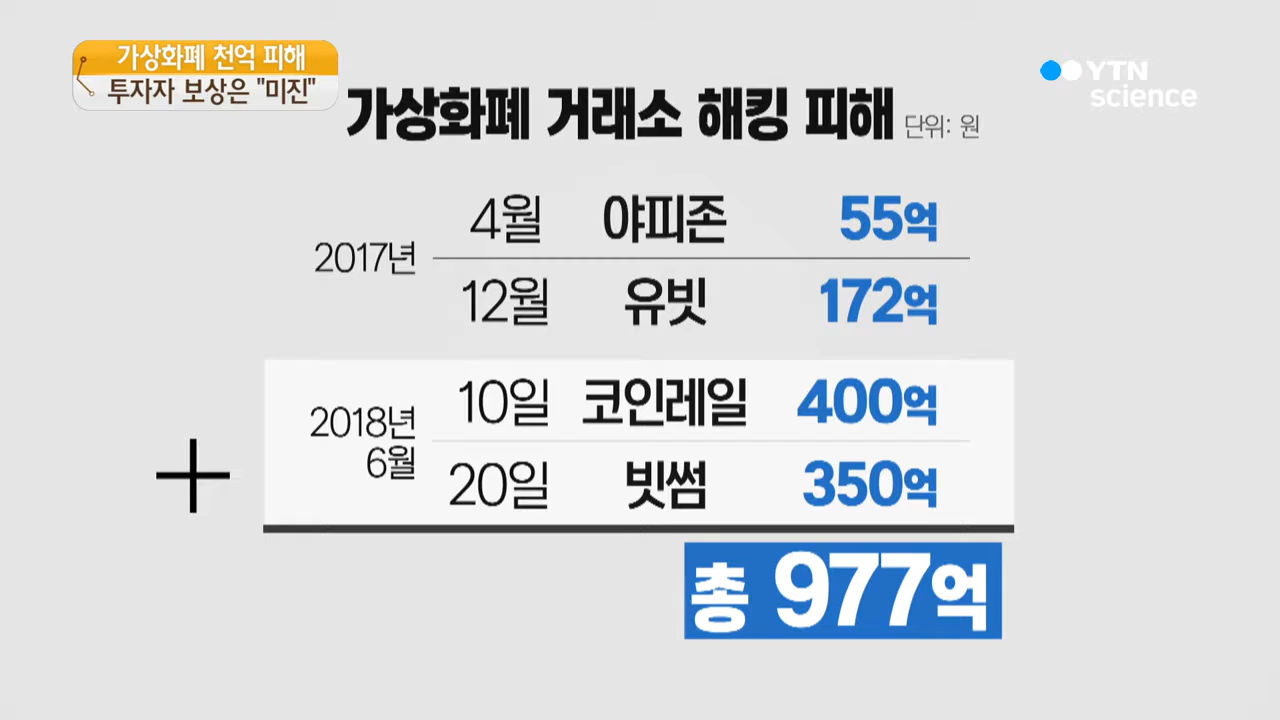 가상화폐 천억 피해
투자자 보상은 "미진"
YTN
science
가상화폐 거래소 해킹 피해 단위: 원
2017년
4월 야피존 55억
12월 유빗 172억
2018년
6월
10일 코인레일 400억
20일 빗썸 350억
+
총 977억